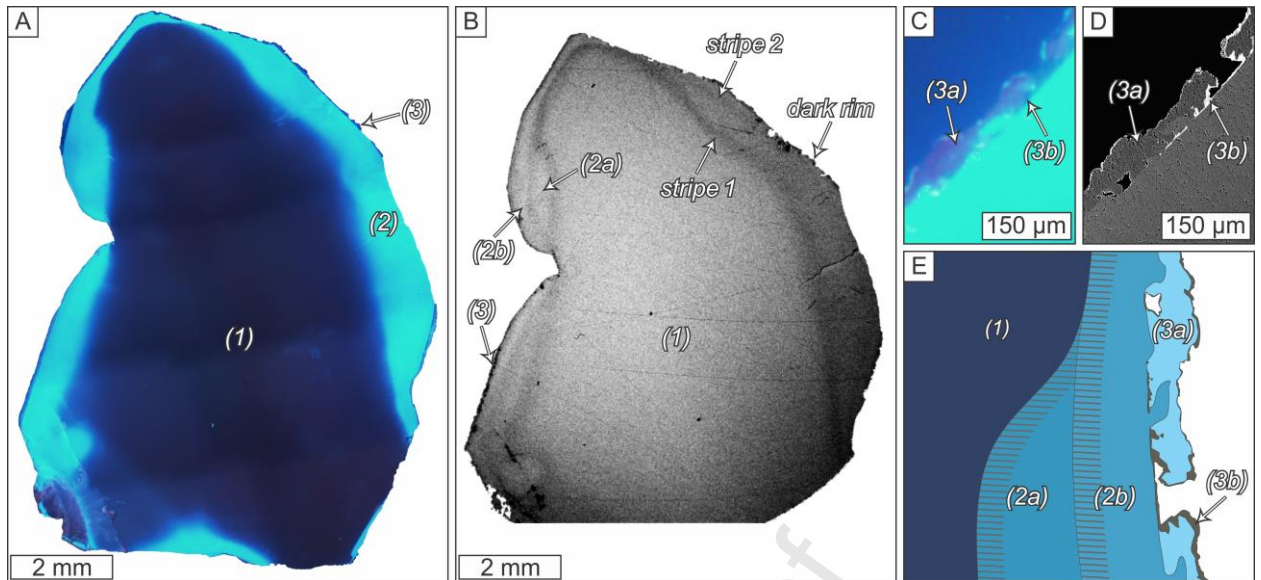 A
(3)
(2)
(1)
2 mm
B
stripe 2
dark rim
(2a)
stripe 1
(2b)
(3)
(1)
2 mm
C
(3a)
(3b)
150 µm
D
(3a)
(3b)
150 µm
E
(1)
(3a)
(2a)
(2b)
(3b)